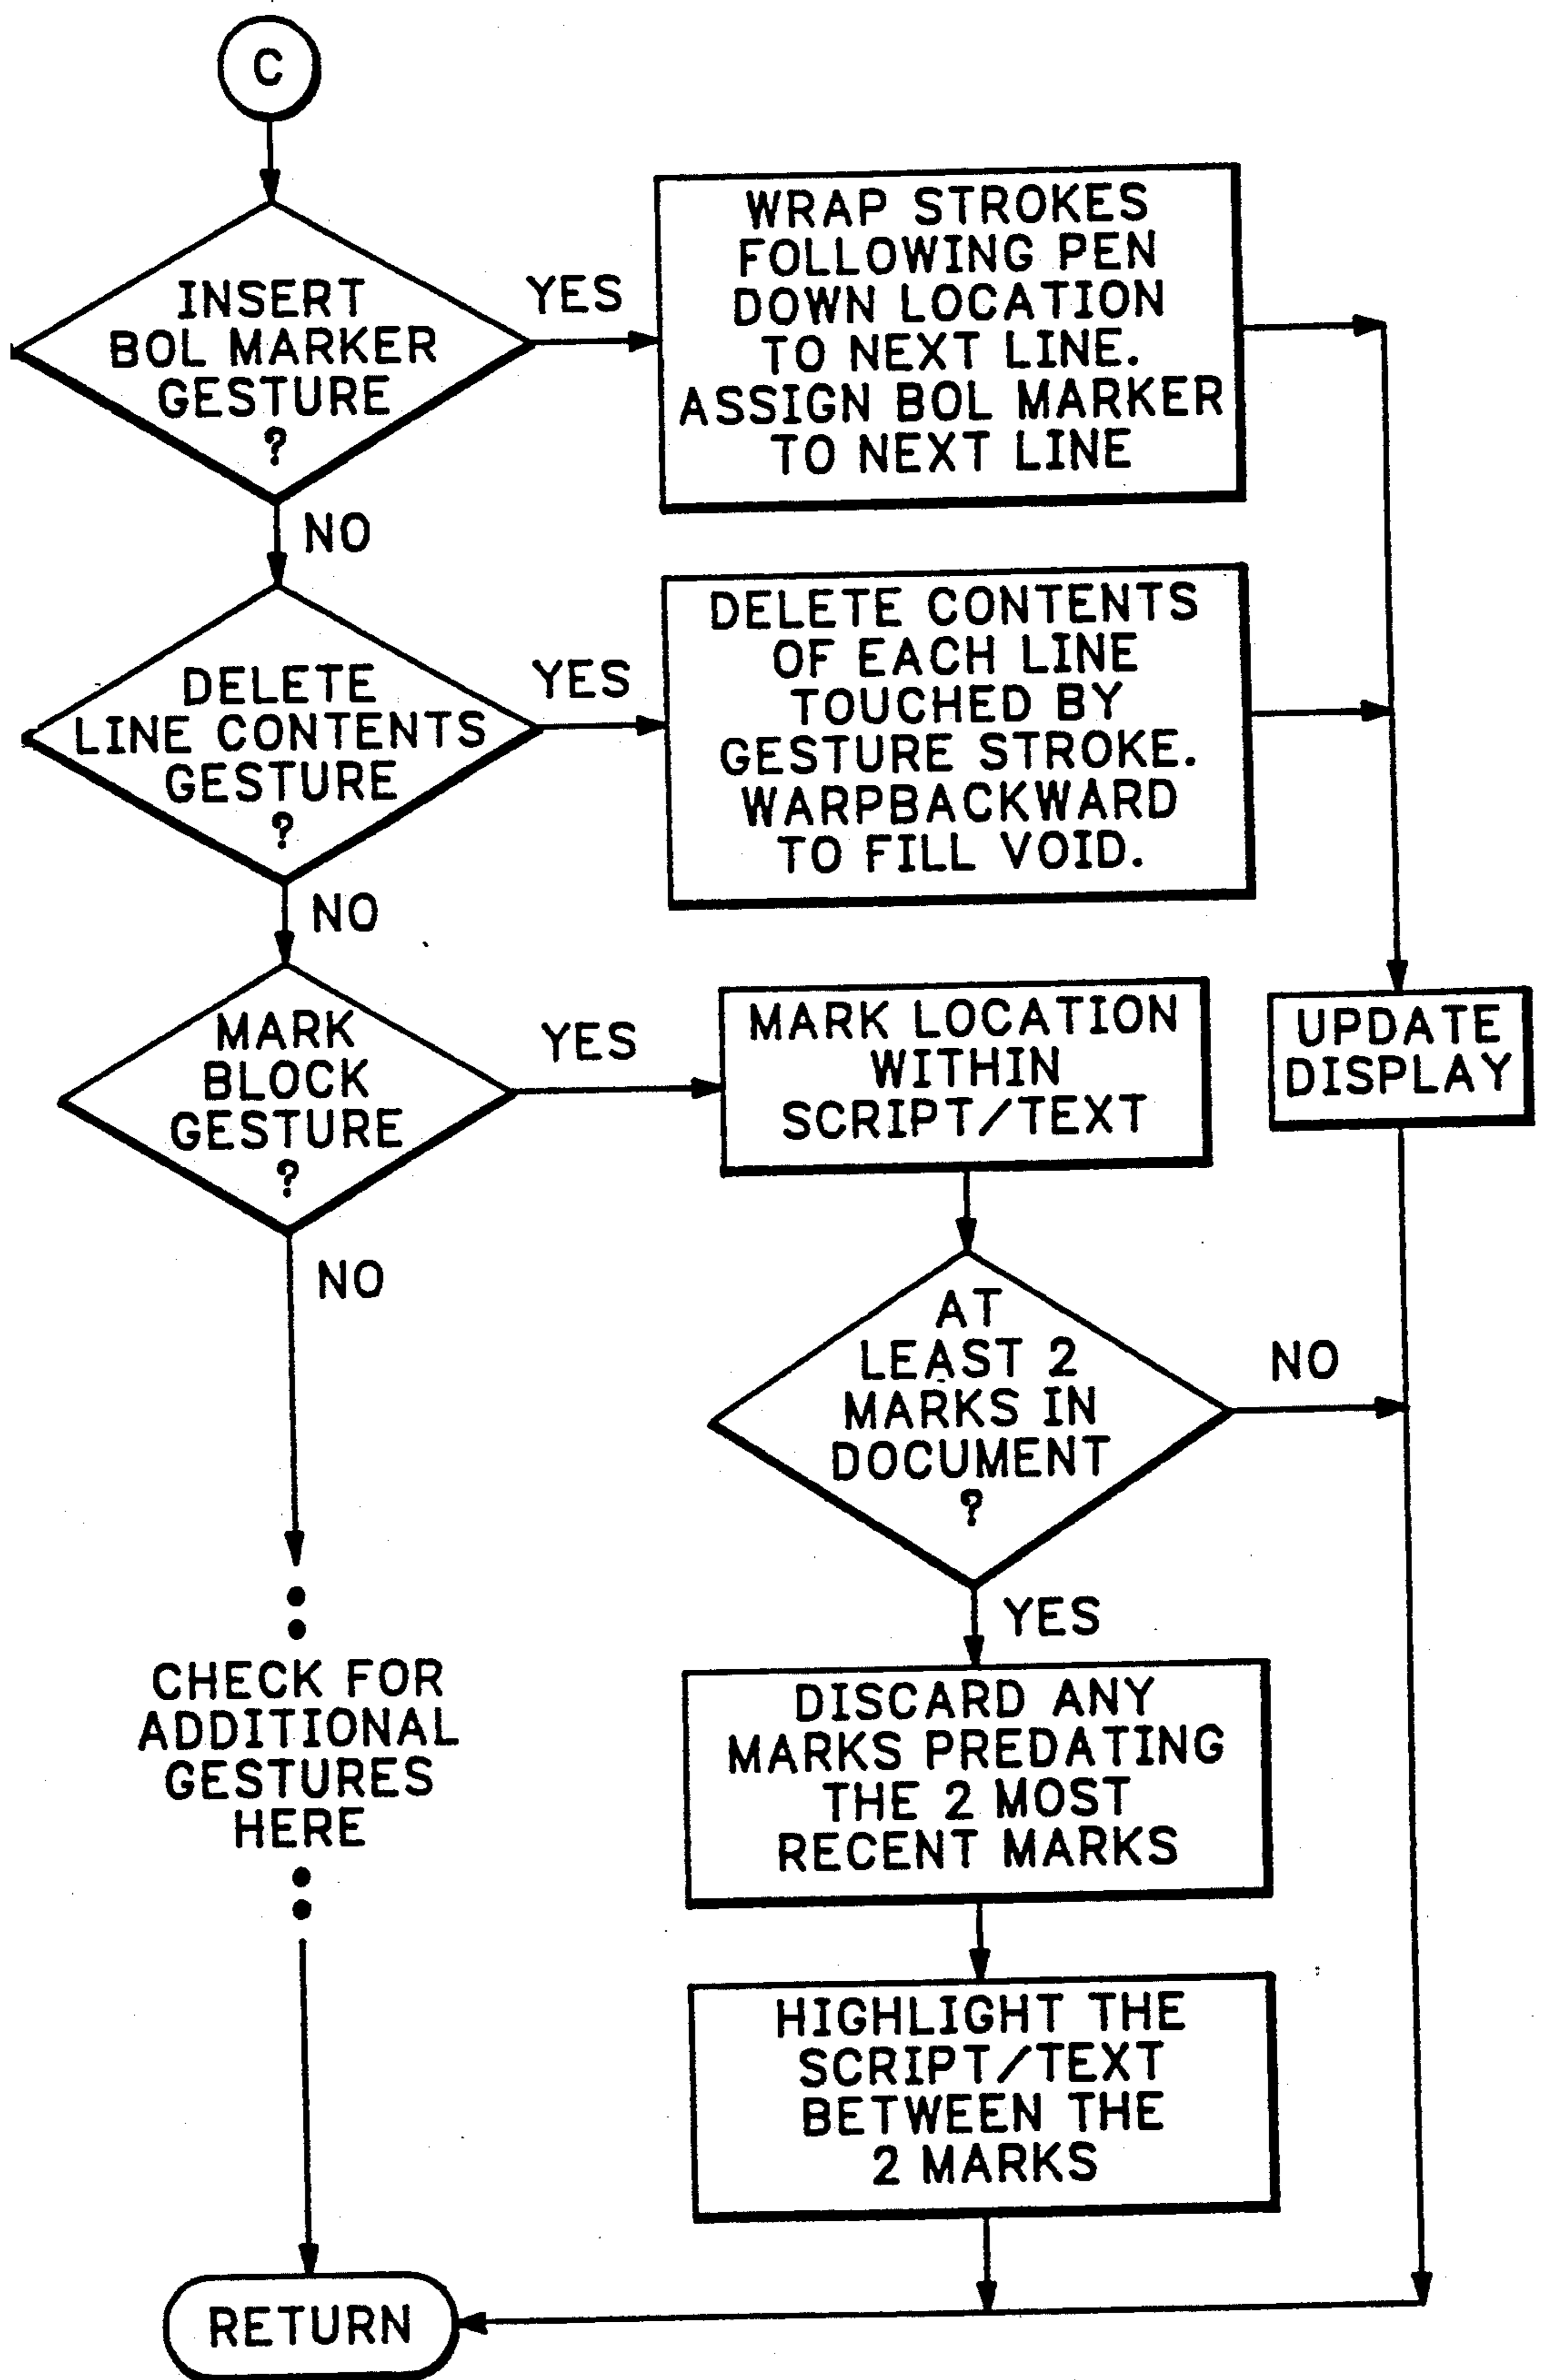 C
INSERT
BOL MARKER
GESTURE
?
YES
WRAP STROKES
FOLLOWING PEN
DOWN LOCATION
TO NEXT LINE.
ASSIGN BOL MARKER
TO NEXT LINE
NO
DELETE
LINE CONTENTS
GESTURE
?
YES
DELETE CONTENTS
OF EACH LINE
TOUCHED BY
GESTURE STROKE.
WARPBACKWARD
TO FILL VOID.
NO
MARK
BLOCK
GESTURE
?
YES
MARK LOCATION
WITHIN
SCRIPT/TEXT
UPDATE
DISPLAY
NO
AT
LEAST 2
MARKS IN
DOCUMENT
?
NO
YES
CHECK FOR
ADDITIONAL
GESTURES
HERE
DISCARD ANY
MARKS PREDATING
THE 2 MOST
RECENT MARKS
HIGHLIGHT THE
SCRIPT/TEXT
BETWEEN THE
2 MARKS
RETURN